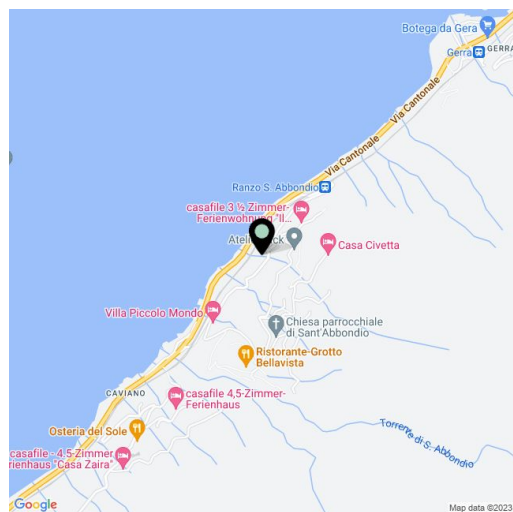 Botega da Gera
Gerra
GERRA
Via Cantonale
Via Cantonale
Ranzo S. Abbondio
casafile 3 ½ Zimmer-
Ferienwohnung "Il...
Casa Civetta
Villa Piccolo Mondo
Chiesa parrocchiale
di Sant'Abbondio
Ristorante-Grotto
Bellavista
CAVIANO
casafile 4,5-Zimmer-
Ferienhaus
Osteria del Sole
casafile - 4.5-Zimmer
"Casa Zaira"
Torrente di S. Abbondio
Google
Map data ©2023